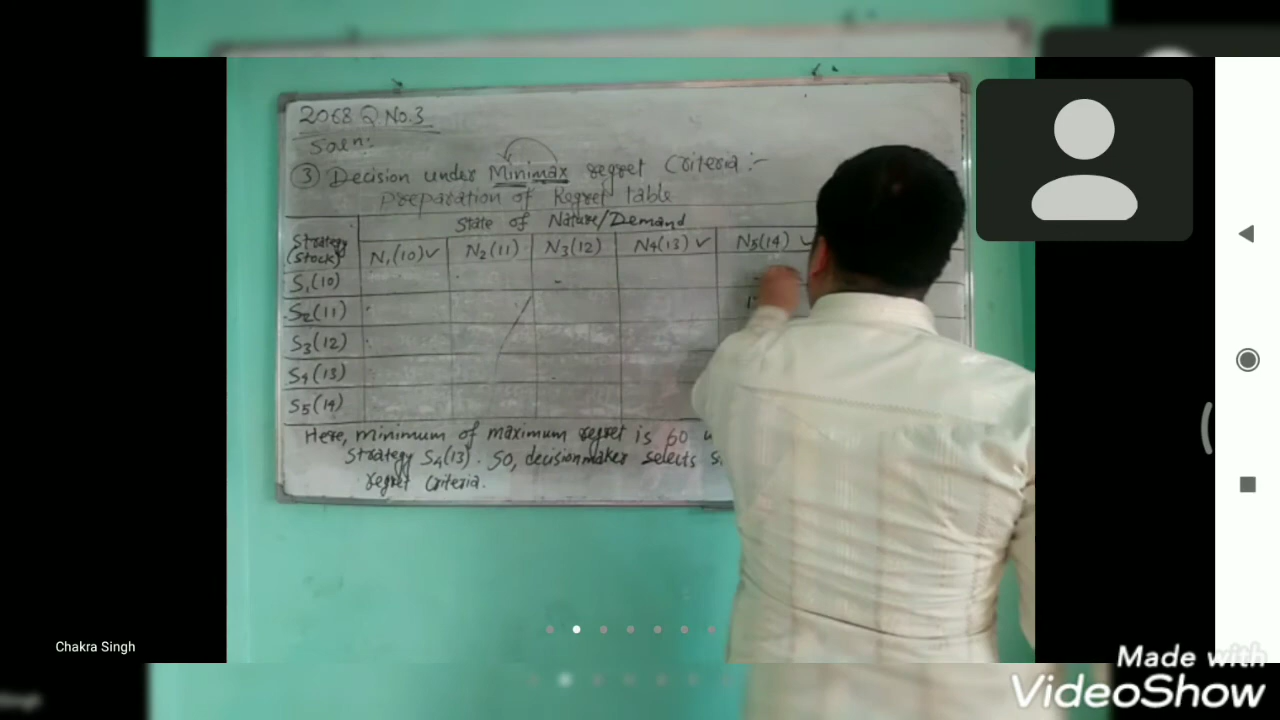 2068 Q.No.3
Soln:
③ Decision under Minimax regret Criteria:-
Preparation of Regret table
State of Nature/Demand
Strategy (Stock)
N1(10)✓ N2(11) N3(12) N4(13) ✓ N5(14) ✓
S1(10)
S2(11)
S3(12)
S4(13)
S5(14)
Here, minimum of maximum regret is 60
Strategy S4(13). So, decisionmaker selects
regret criteria.
Chakra Singh
Made with
VideoShow